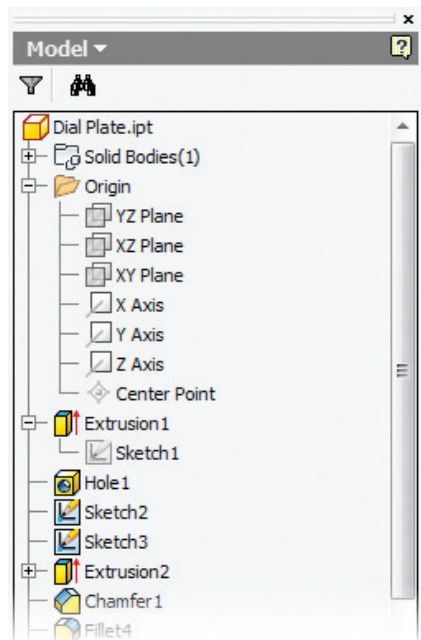 Model
Dial Plate.ipt
Solid Bodies(1)
Origin
YZ Plane
XZ Plane
XY Plane
X Axis
Y Axis
Z Axis
Center Point
Extrusion1
Sketch1
Hole1
Sketch2
Sketch3
Extrusion2
Chamfer1
Fillet4